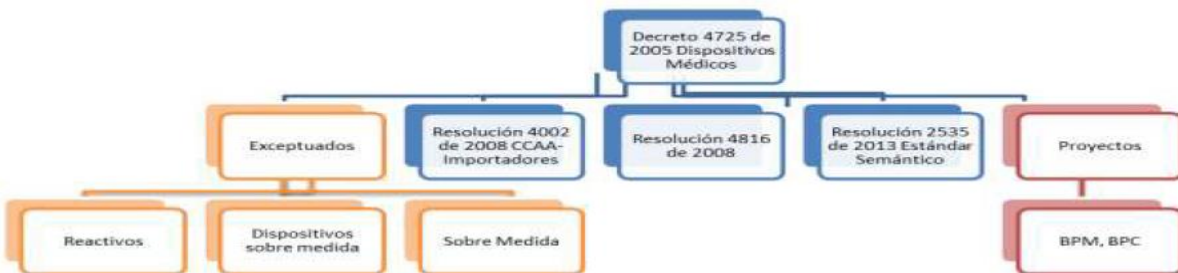 Decreto 4725 de
2005 Dispositivos
Médicos
Exceptuados
Resolución 4002
de 2008 CCAA-
Importadores
Resolución 4816
de 2008
Resolución 2535
de 2013 Estándar
Semántico
Proyectos
Reactivos
Dispositivos
sobre medida
Sobre Medida
BPM, BPC